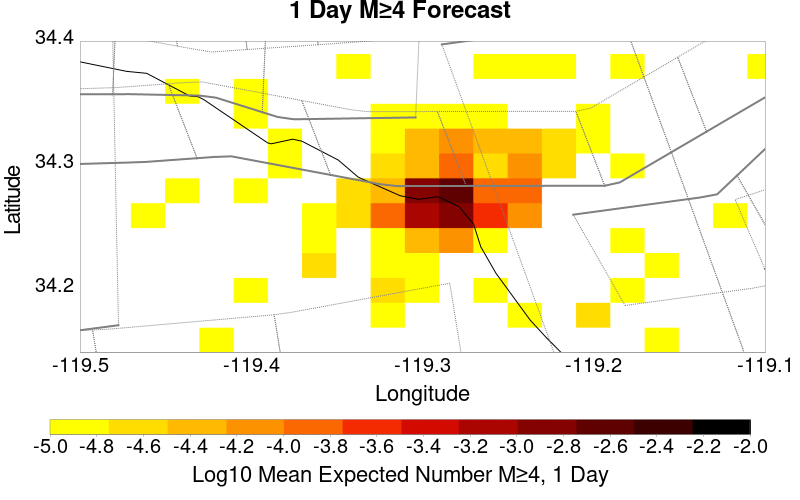 1 Day M≥4 Forecast
34.4
34.3
34.2
Latitude
-119.5 -119.4 -119.3 -119.2 -119.1
Longitude
-5.0 -4.8 -4.6 -4.4 -4.2 -4.0 -3.8 -3.6 -3.4 -3.2 -3.0 -2.8 -2.6 -2.4 -2.2 -2.0
Log10 Mean Expected Number M≥4, 1 Day